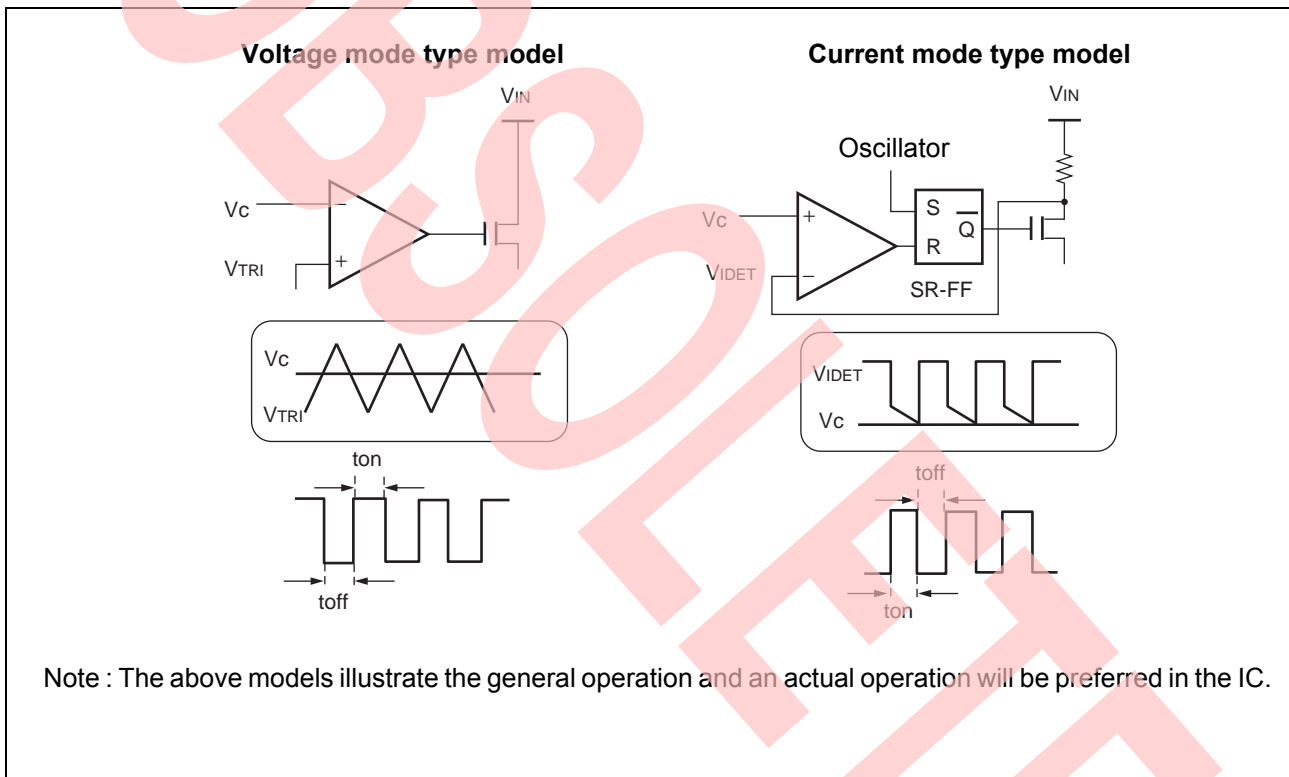 Voltage mode type model
VIN
Vc
−
VTRI
+
Vc
VTRI
ton
toff
Current mode type model
VIN
Oscillator
Vc
+
S
Q
R
VIDET
−
SR-FF
VIDET
Vc
toff
ton
Note : The above models illustrate the general operation and an actual operation will be preferred in the IC.
OBSOLETE